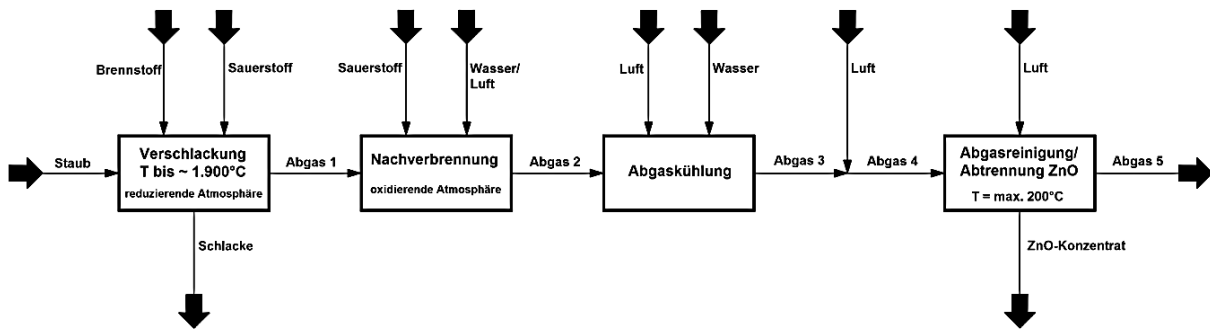 Brennstoff
Sauerstoff
Sauerstoff
Wasser/
Luft
Luft
Wasser
Luft
Luft
Staub
Verschlackung
T bis ~ 1.900°C
reduzierende Atmosphäre
Abgas 1
Nachverbrennung
oxidierende Atmosphäre
Abgas 2
Abgaskühlung
Abgas 3
Abgas 4
Abgasreinigung/
Abtrennung ZnO
T = max. 200°C
Abgas 5
Schlacke
ZnO-Konzentrat